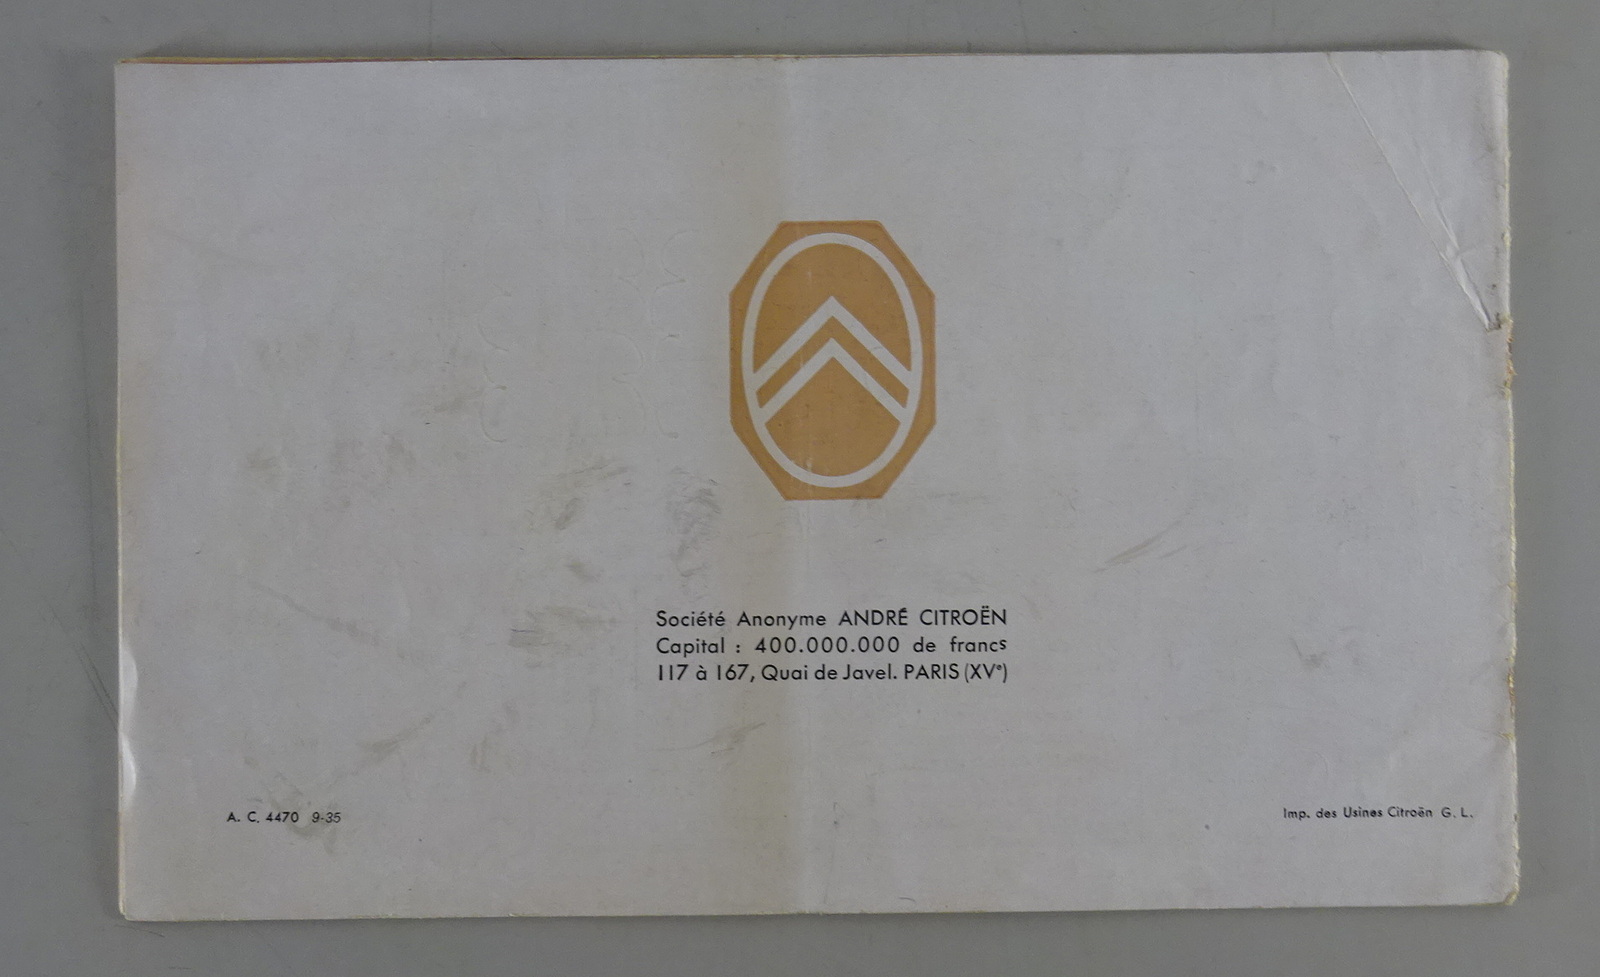 Société Anonyme ANDRÉ CITROËN
Capital : 400.000.000 de francs
117 à 167, Quai de Javel. PARIS (XVᵉ)
A. C. 4470 9-35
Imp. des Usines Citroën G. L.